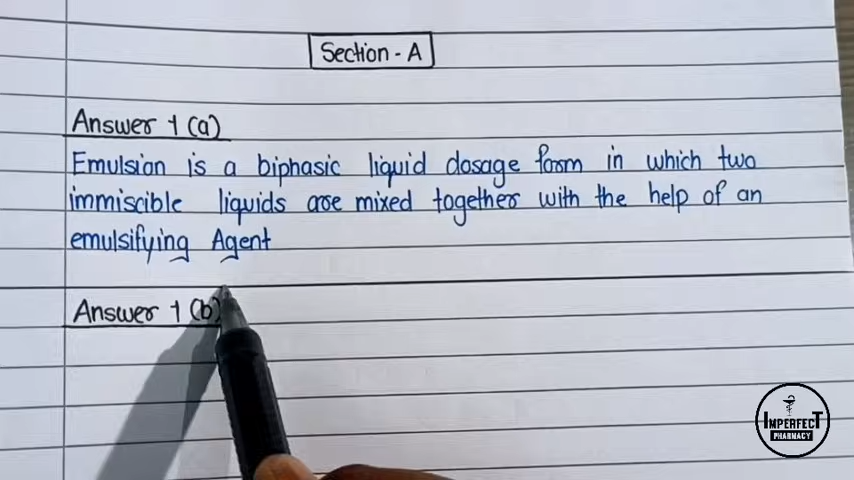 Section - A
Answer 1 (a)
Emulsion is a biphasic liquid dosage form in which two
immiscible liquids are mixed together with the help of an
emulsifying Agent
Answer 1 (b)
IMPERFECT
PHARMACY